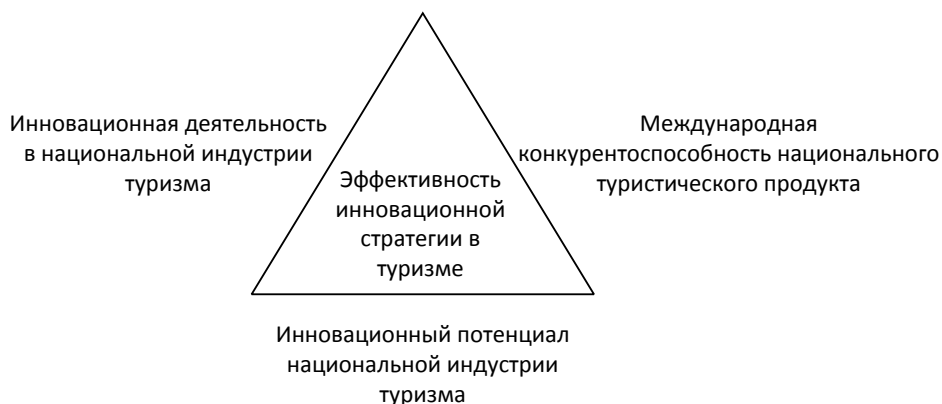 Инновационная деятельность
в национальной индустрии
туризма
Международная
конкурентоспособность национального
туристического продукта
Эффективность
инновационной
стратегии в
туризме
Инновационный потенциал
национальной индустрии
туризма